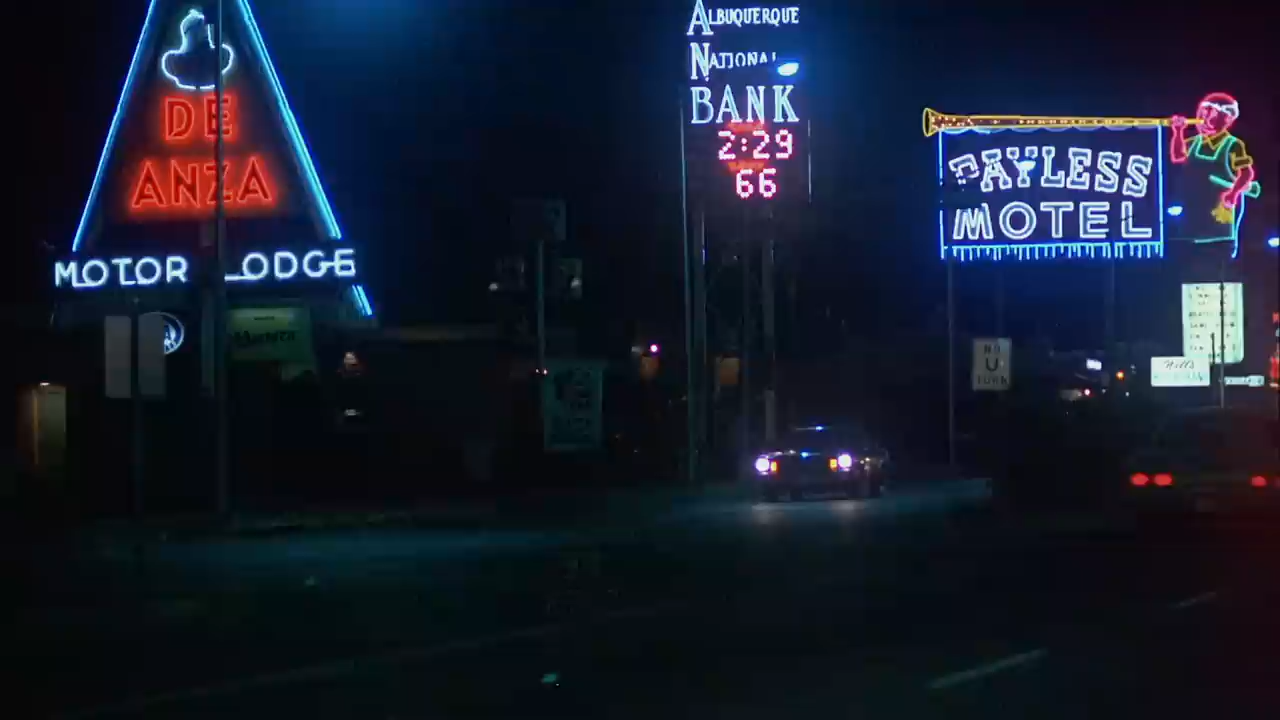 DE
ANZA
MOTOR LODGE
ALBUQUERQUE
NATIONAL
BANK
2:29
66
PAYLESS
MOTEL
NO
U
TURN